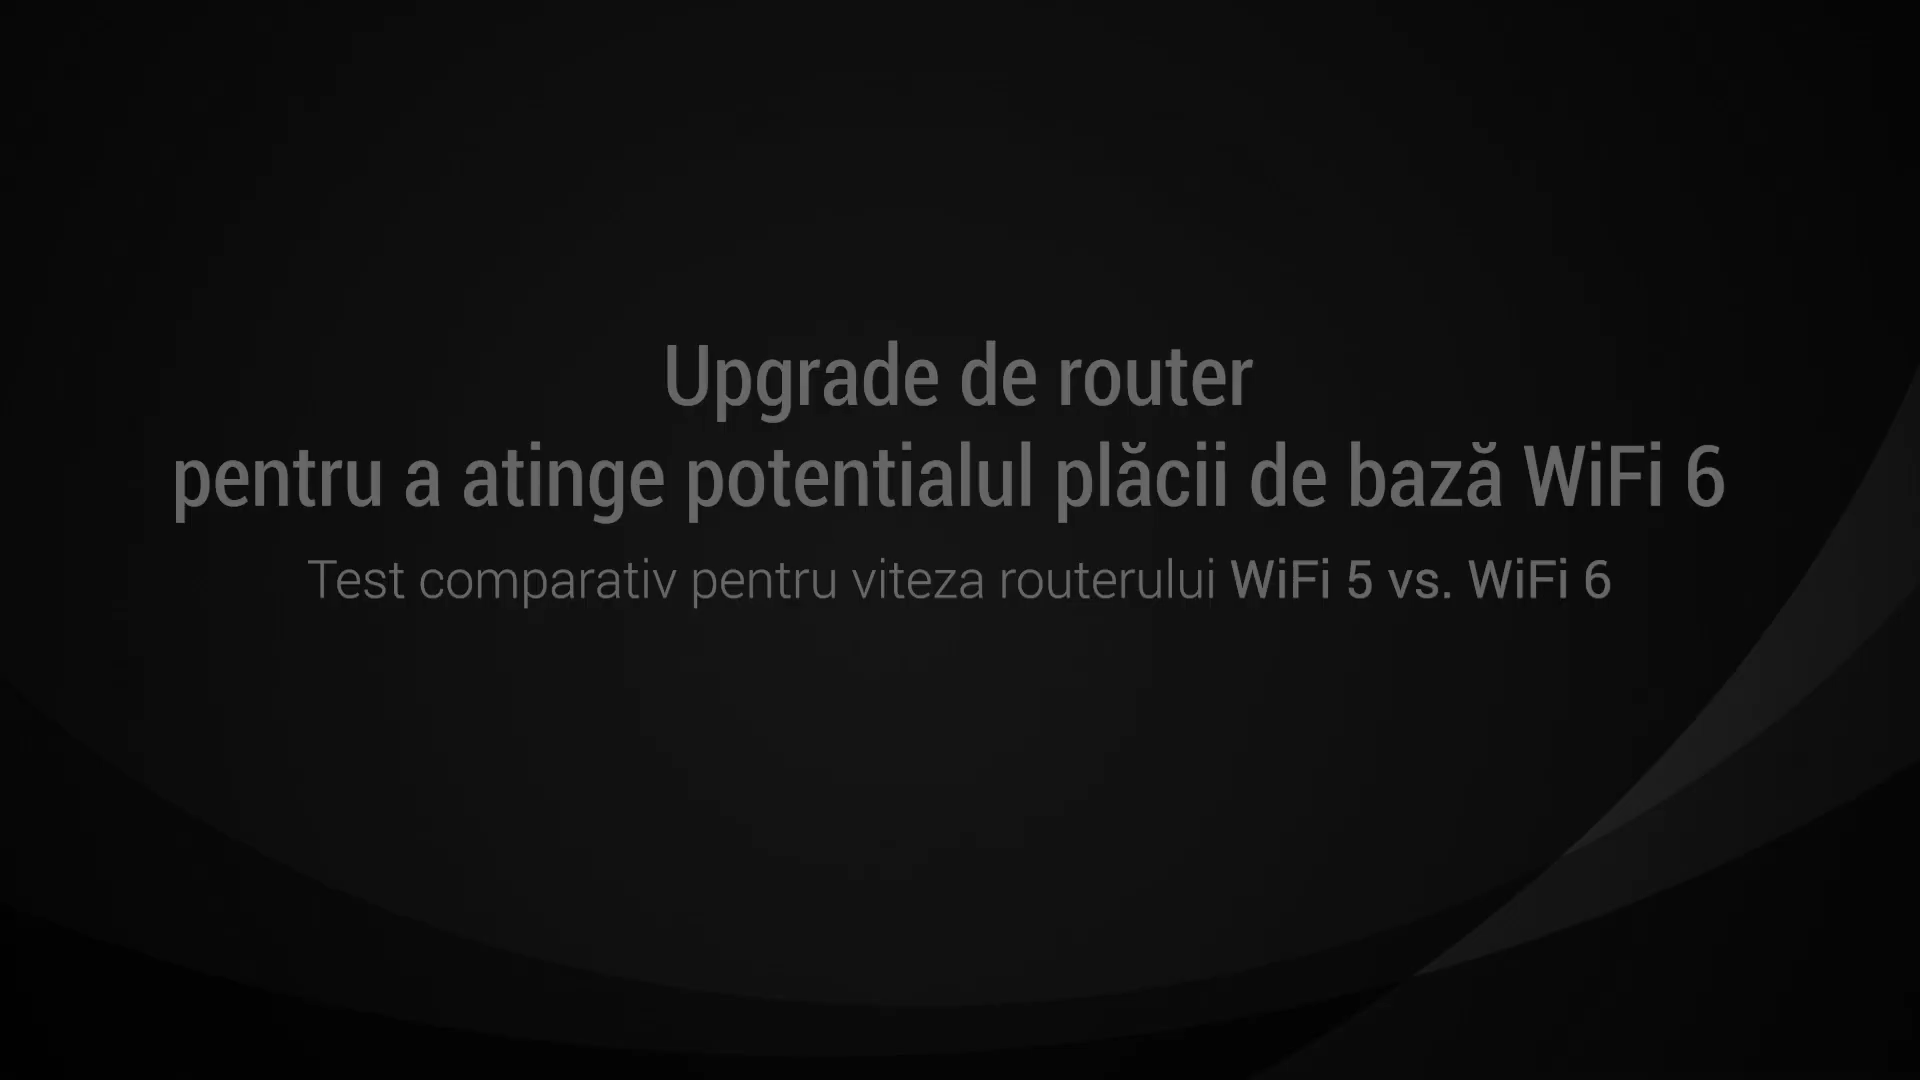 Upgrade de router
pentru a atinge potentialul plăcii de bază WiFi 6
Test comparativ pentru viteza routerului WiFi 5 vs. WiFi 6